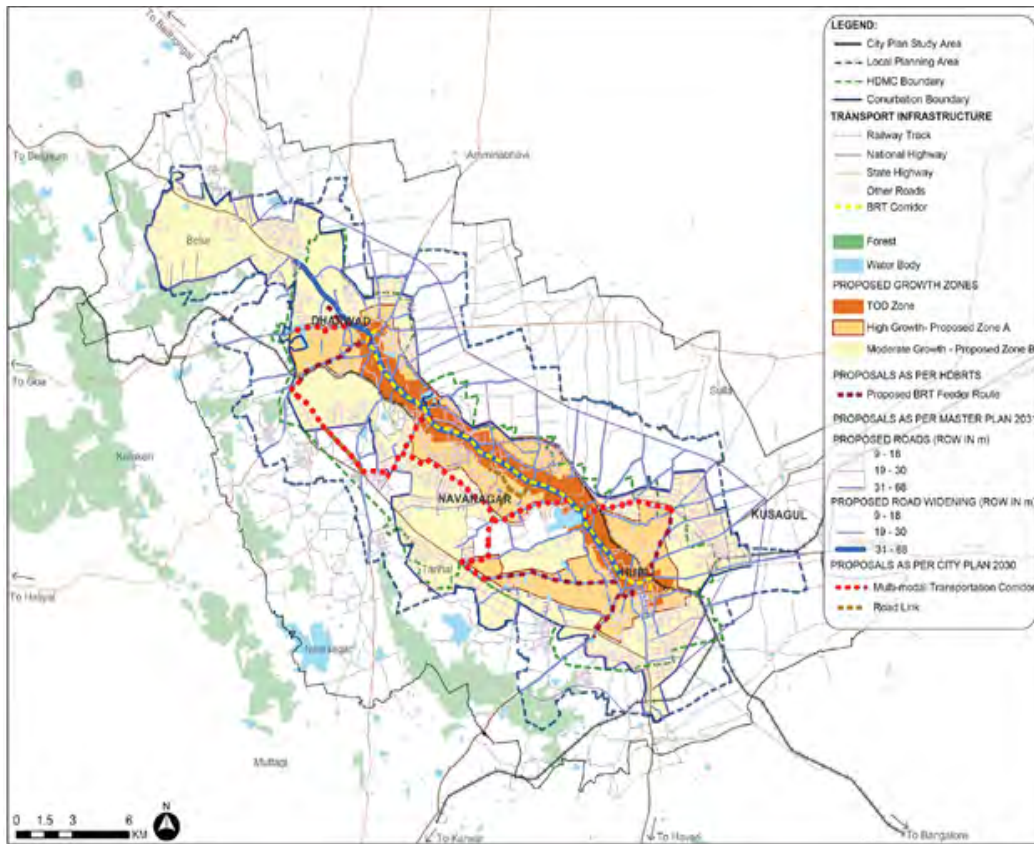 To Bailhongal
To Belgaum
Amminabhavi
Belur
DHARWAD
To Goa
Sulla
Kelakeri
NAVANAGAR
KUSAGUL
Tarihal
HUBLI
To Haliyal
Mutlagi
To Karwar
To Haveri
To Bangalore
N
0 1.5 3 6
KM
LEGEND:
City Plan Study Area
Local Planning Area
HDMC Boundary
Conurbation Boundary
TRANSPORT INFRASTRUCTURE
Railway Track
National Highway
State Highway
Other Roads
BRT Corridor
Forest
Water Body
PROPOSED GROWTH ZONES
TOD Zone
High Growth- Proposed Zone A
Moderate Growth - Proposed Zone B
PROPOSALS AS PER HDBRTS
Proposed BRT Feeder Route
PROPOSALS AS PER MASTER PLAN 2031
PROPOSED ROADS (ROW IN m)
9 - 18
19 - 30
31 - 68
PROPOSED ROAD WIDENING (ROW IN m)
9 - 18
19 - 30
31 - 68
PROPOSALS AS PER CITY PLAN 2030
Multi-modal Transportation Corridor
Road Link